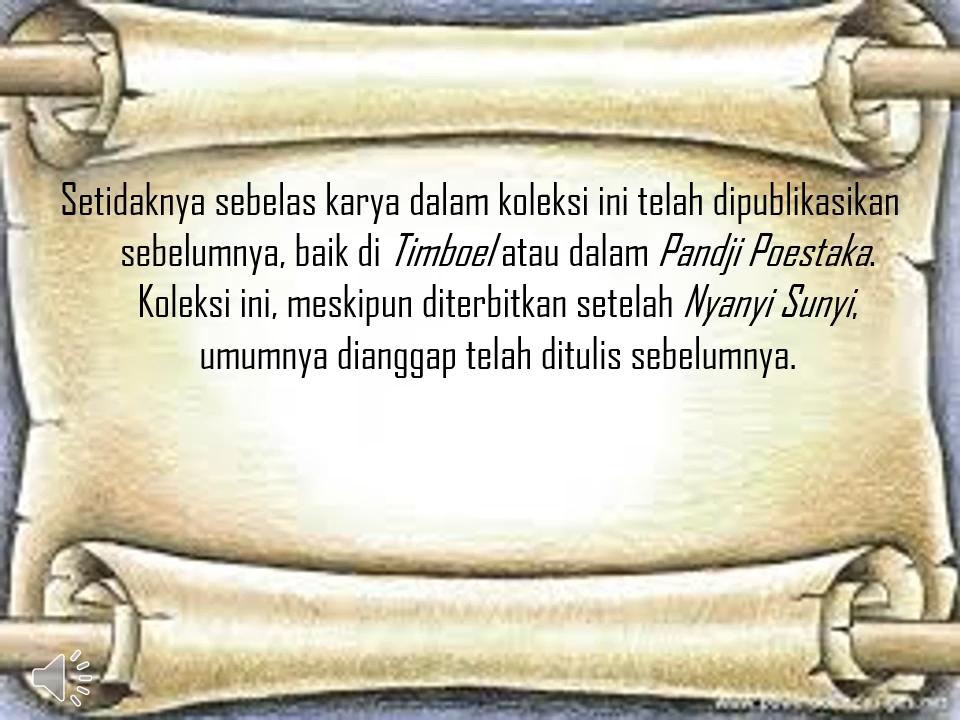 Setidaknya sebelas karya dalam koleksi ini telah dipublikasikan
sebelumnya, baik di Timboel atau dalam Pandji Poestaka.
Koleksi ini, meskipun diterbitkan setelah Nyanyi Sunyi,
umumnya dianggap telah ditulis sebelumnya.